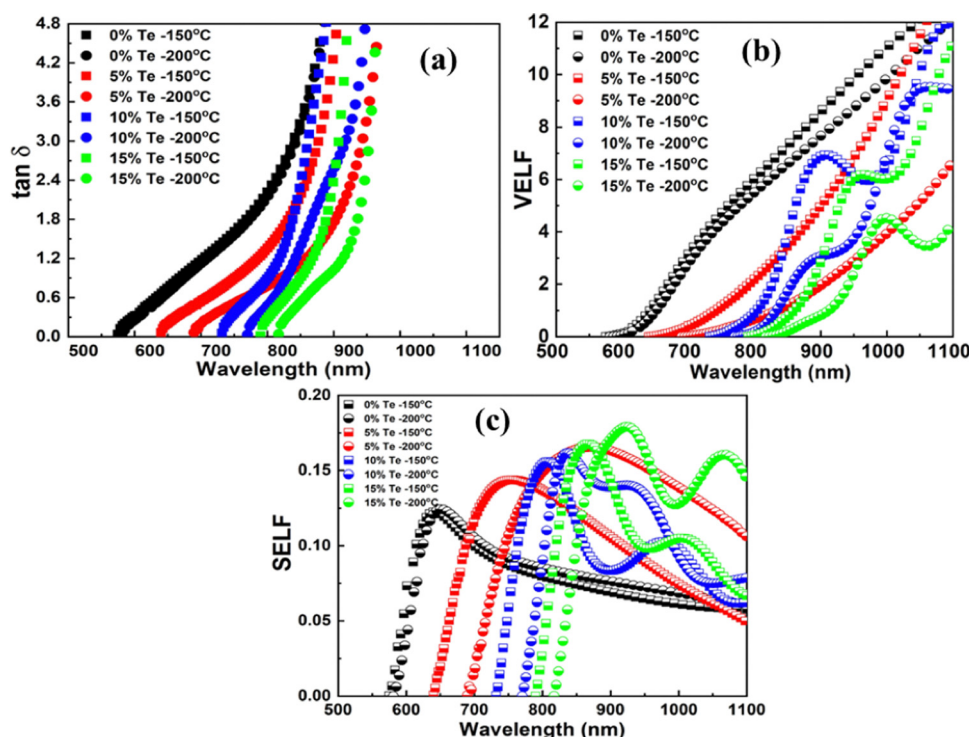 4.8
4.2
3.6
3.0
2.4
1.8
1.2
0.6
0.0
tan δ
0% Te -150°C
0% Te -200°C
5% Te -150°C
5% Te -200°C
10% Te -150°C
10% Te -200°C
15% Te -150°C
15% Te -200°C
(a)
500 600 700 800 900 1000 1100
Wavelength (nm)
12
10
8
6
4
2
0
VELF
0% Te -150°C
0% Te -200°C
5% Te -150°C
5% Te -200°C
10% Te -150°C
10% Te -200°C
15% Te -150°C
15% Te -200°C
(b)
500 600 700 800 900 1000 1100
Wavelength (nm)
0.20
0.15
0.10
0.05
0.00
SELF
0% Te -150°C
0% Te -200°C
5% Te -150°C
5% Te -200°C
10% Te -150°C
10% Te -200°C
15% Te -150°C
15% Te -200°C
(c)
500 600 700 800 900 1000 1100
Wavelength (nm)